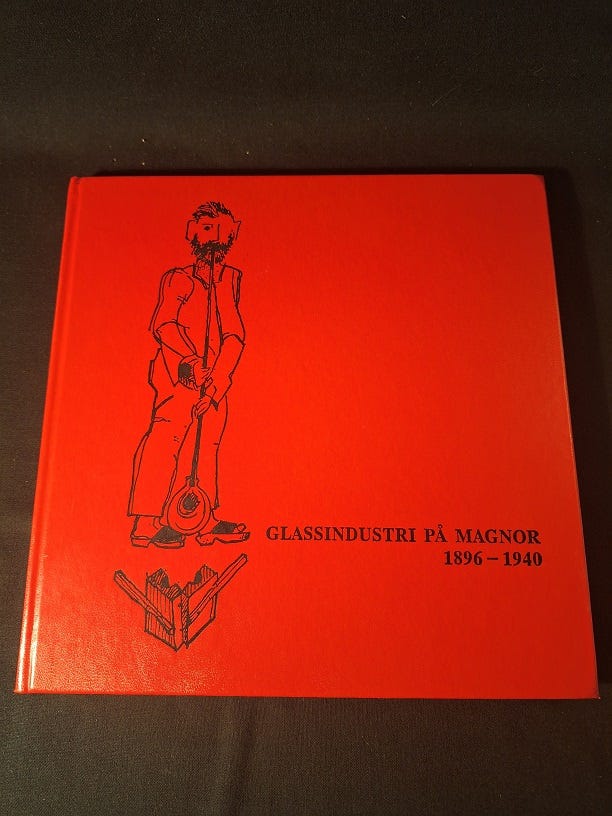 GLASSINDUSTRI PÅ MAGNOR
1896 – 1940